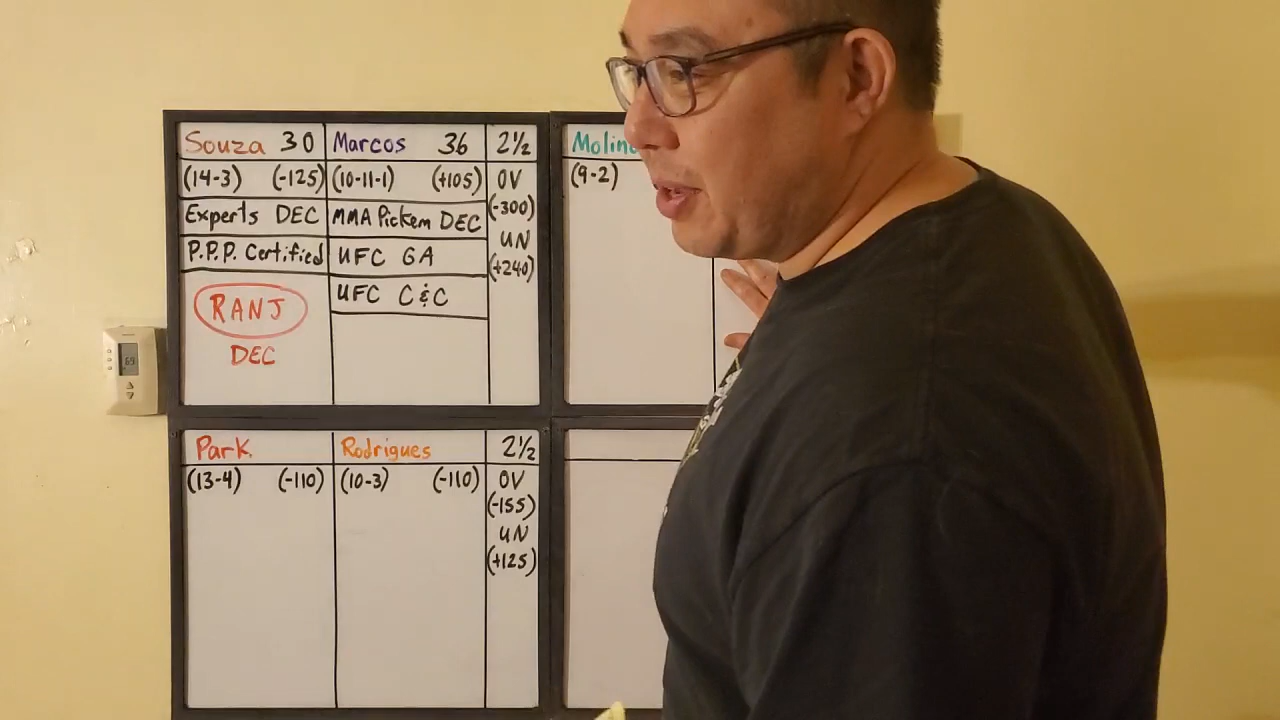 Souza 30
Marcos 36
2½
(14-3) (-125)
(10-11-1) (+105)
OV
(-300)
UN
(+240)
Experts DEC
MMA Pickem DEC
P.P.P. Certified
UFC GA
UFC C&C
RANJ
DEC
(9-2)
Park
Rodrigues
2½
(13-4) (-110)
(10-3) (-110)
OV
(-155)
UN
(+125)
69